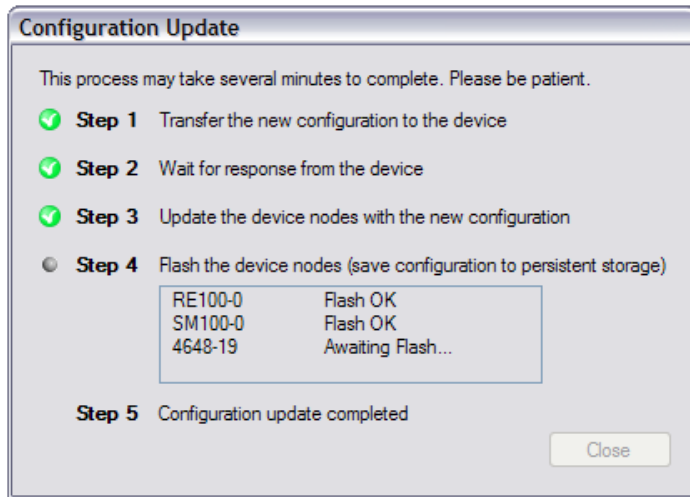 Configuration Update
This process may take several minutes to complete. Please be patient.
Step 1 Transfer the new configuration to the device
Step 2 Wait for response from the device
Step 3 Update the device nodes with the new configuration
Step 4 Flash the device nodes (save configuration to persistent storage)
RE100-0 Flash OK
SM100-0 Flash OK
4648-19 Awaiting Flash...
Step 5 Configuration update completed
Close